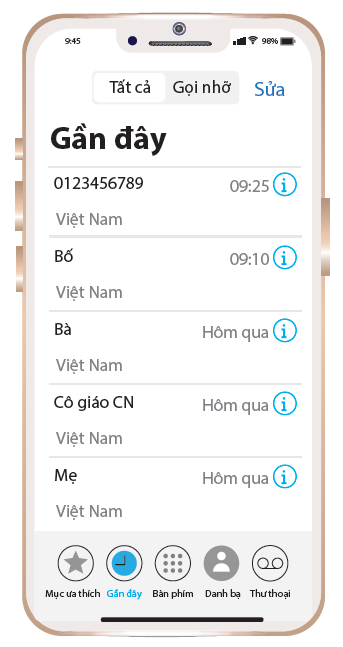 9:45 98%
Tất cả Gọi nhỡ Sửa
Gần đây
0123456789 09:25
Việt Nam
Bố 09:10
Việt Nam
Bà Hôm qua
Việt Nam
Cô giáo CN Hôm qua
Việt Nam
Mẹ Hôm qua
Việt Nam
Mục ưa thích Gần đây Bàn phím Danh bạ Thư thoại